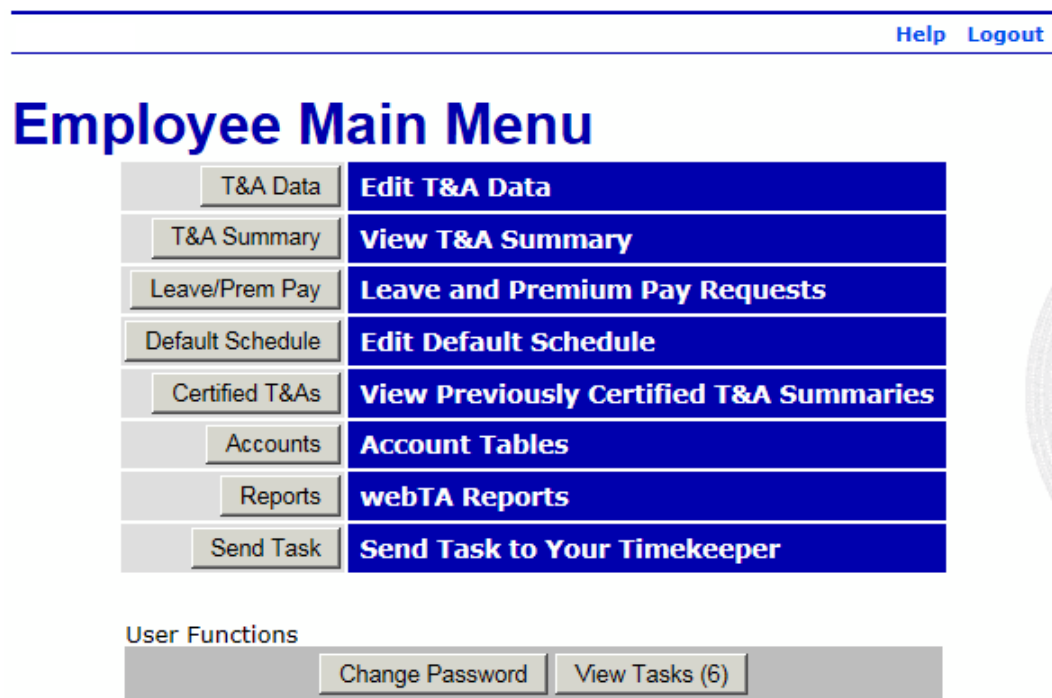 Help Logout
Employee Main Menu
T&A Data Edit T&A Data
T&A Summary View T&A Summary
Leave/Prem Pay Leave and Premium Pay Requests
Default Schedule Edit Default Schedule
Certified T&As View Previously Certified T&A Summaries
Accounts Account Tables
Reports webTA Reports
Send Task Send Task to Your Timekeeper
User Functions
Change Password View Tasks (6)